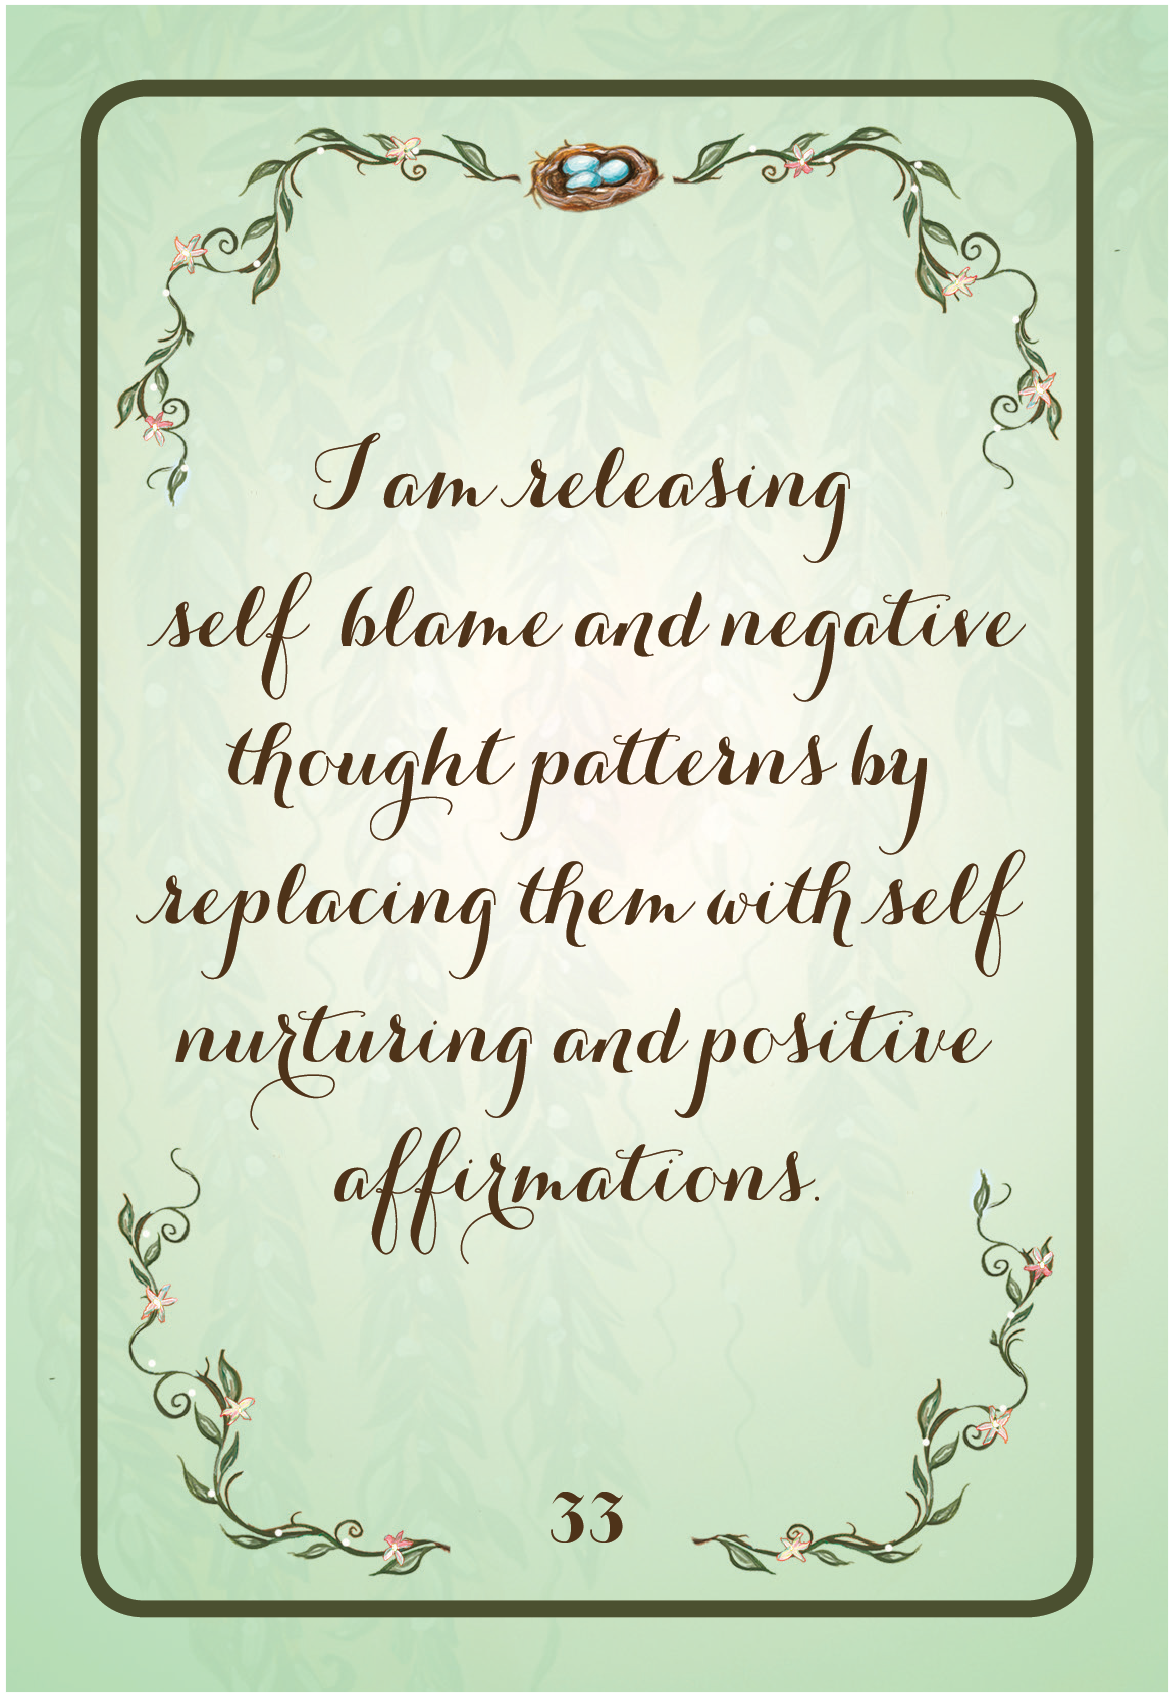 I am releasing
self blame and negative
thought patterns by
replacing them with self
nurturing and positive
affirmations.
33